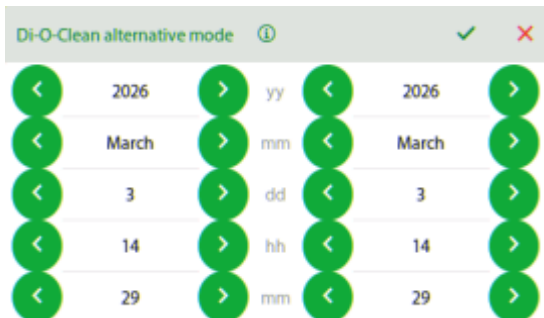 Di-O-Clean alternative mode
2026 yy 2026
March mm March
3 dd 3
14 hh 14
29 mm 29